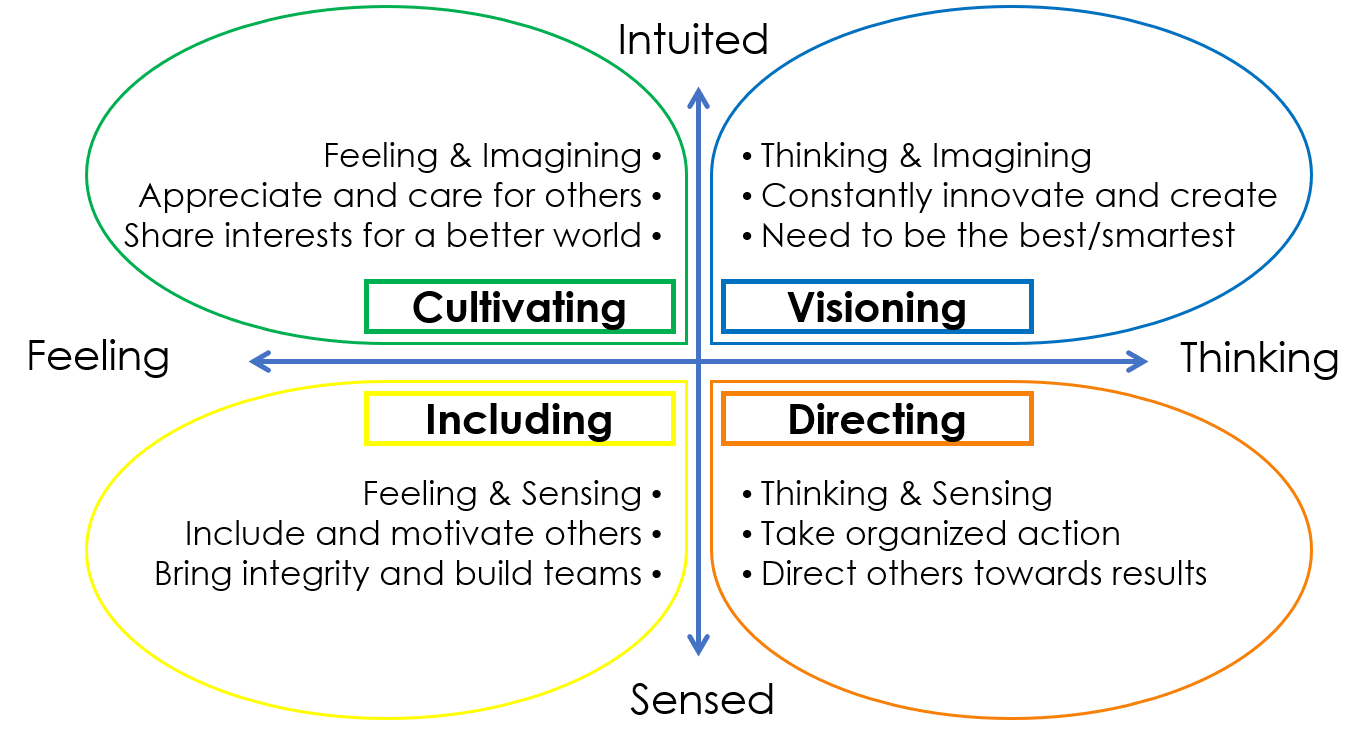 Intuited
Feeling & Imagining •
Appreciate and care for others •
Share interests for a better world •
Cultivating
• Thinking & Imagining
• Constantly innovate and create
• Need to be the best/smartest
Visioning
Feeling
Thinking
Including
Feeling & Sensing •
Include and motivate others •
Bring integrity and build teams •
Directing
• Thinking & Sensing
• Take organized action
• Direct others towards results
Sensed